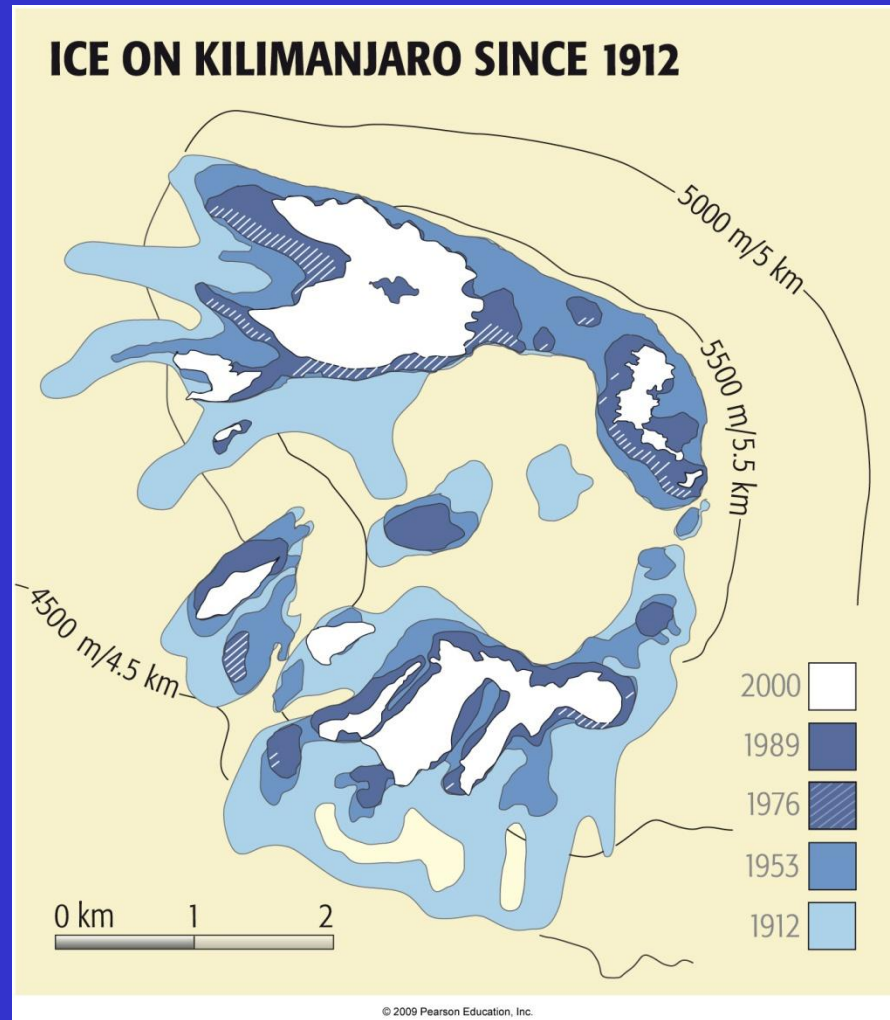 ICE ON KILIMANJARO SINCE 1912
5000 m/5 km
5500 m/5.5 km
4500 m/4.5 km
2000
1989
1976
1953
1912
0 km 1 2
© 2009 Pearson Education, Inc.